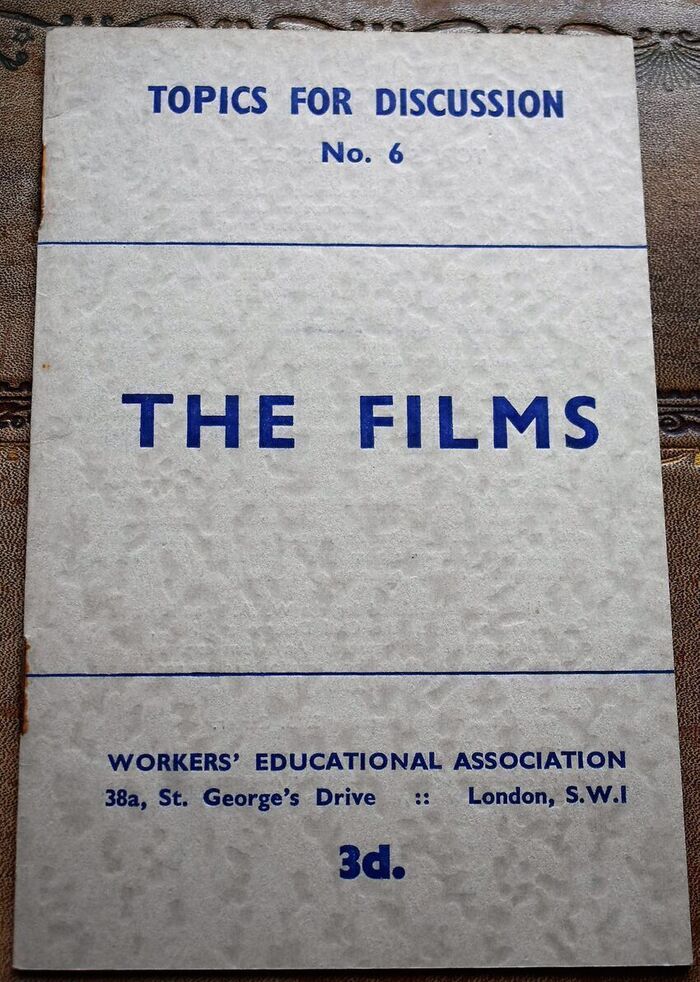 TOPICS FOR DISCUSSION
No. 6
THE FILMS
WORKERS' EDUCATIONAL ASSOCIATION
38a, St. George's Drive :: London, S.W.1
3d.